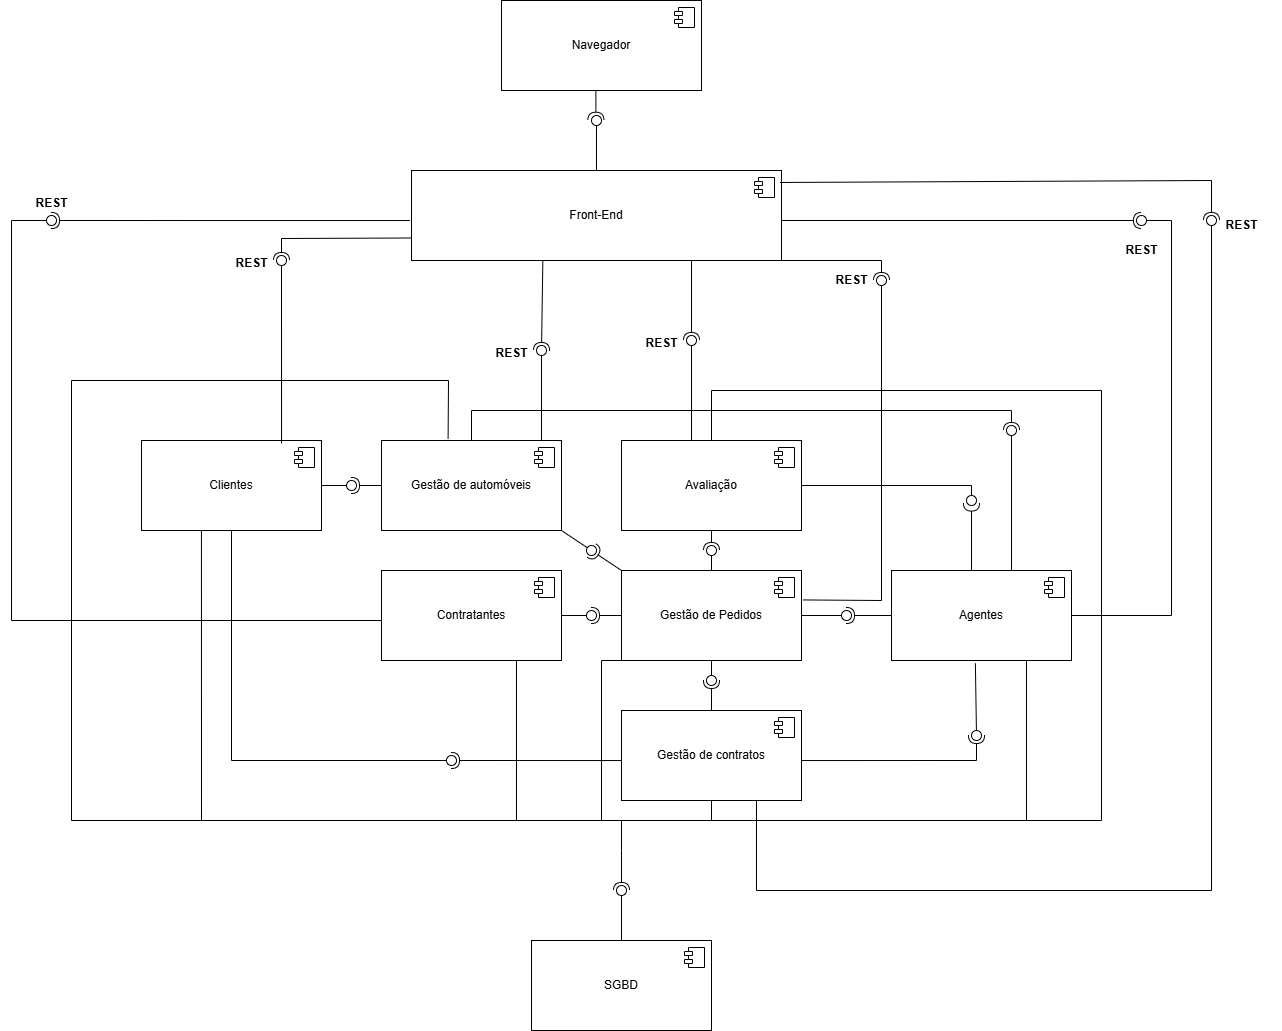 Navegador
REST
Front-End
REST
REST
REST
REST
REST
REST
Clientes
Gestão de automóveis
Avaliação
Contratantes
Gestão de Pedidos
Agentes
Gestão de contratos
SGBD